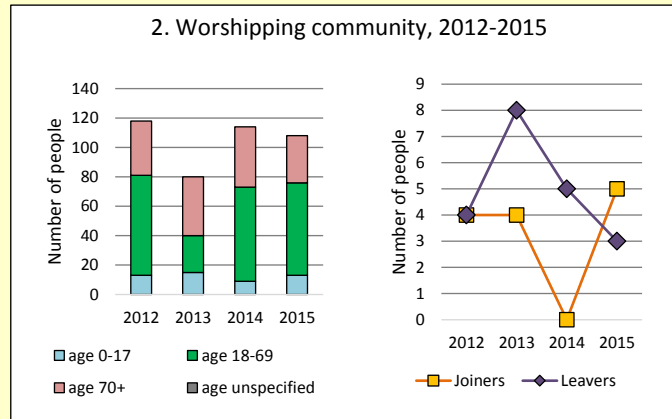 2. Worshipping community, 2012-2015
Number of people
140
120
100
80
60
40
20
0
2012 2013 2014 2015
age 0-17 age 18-69
age 70+ age unspecified
Number of people
9
8
7
6
5
4
3
2
1
0
2012 2013 2014 2015
Joiners Leavers